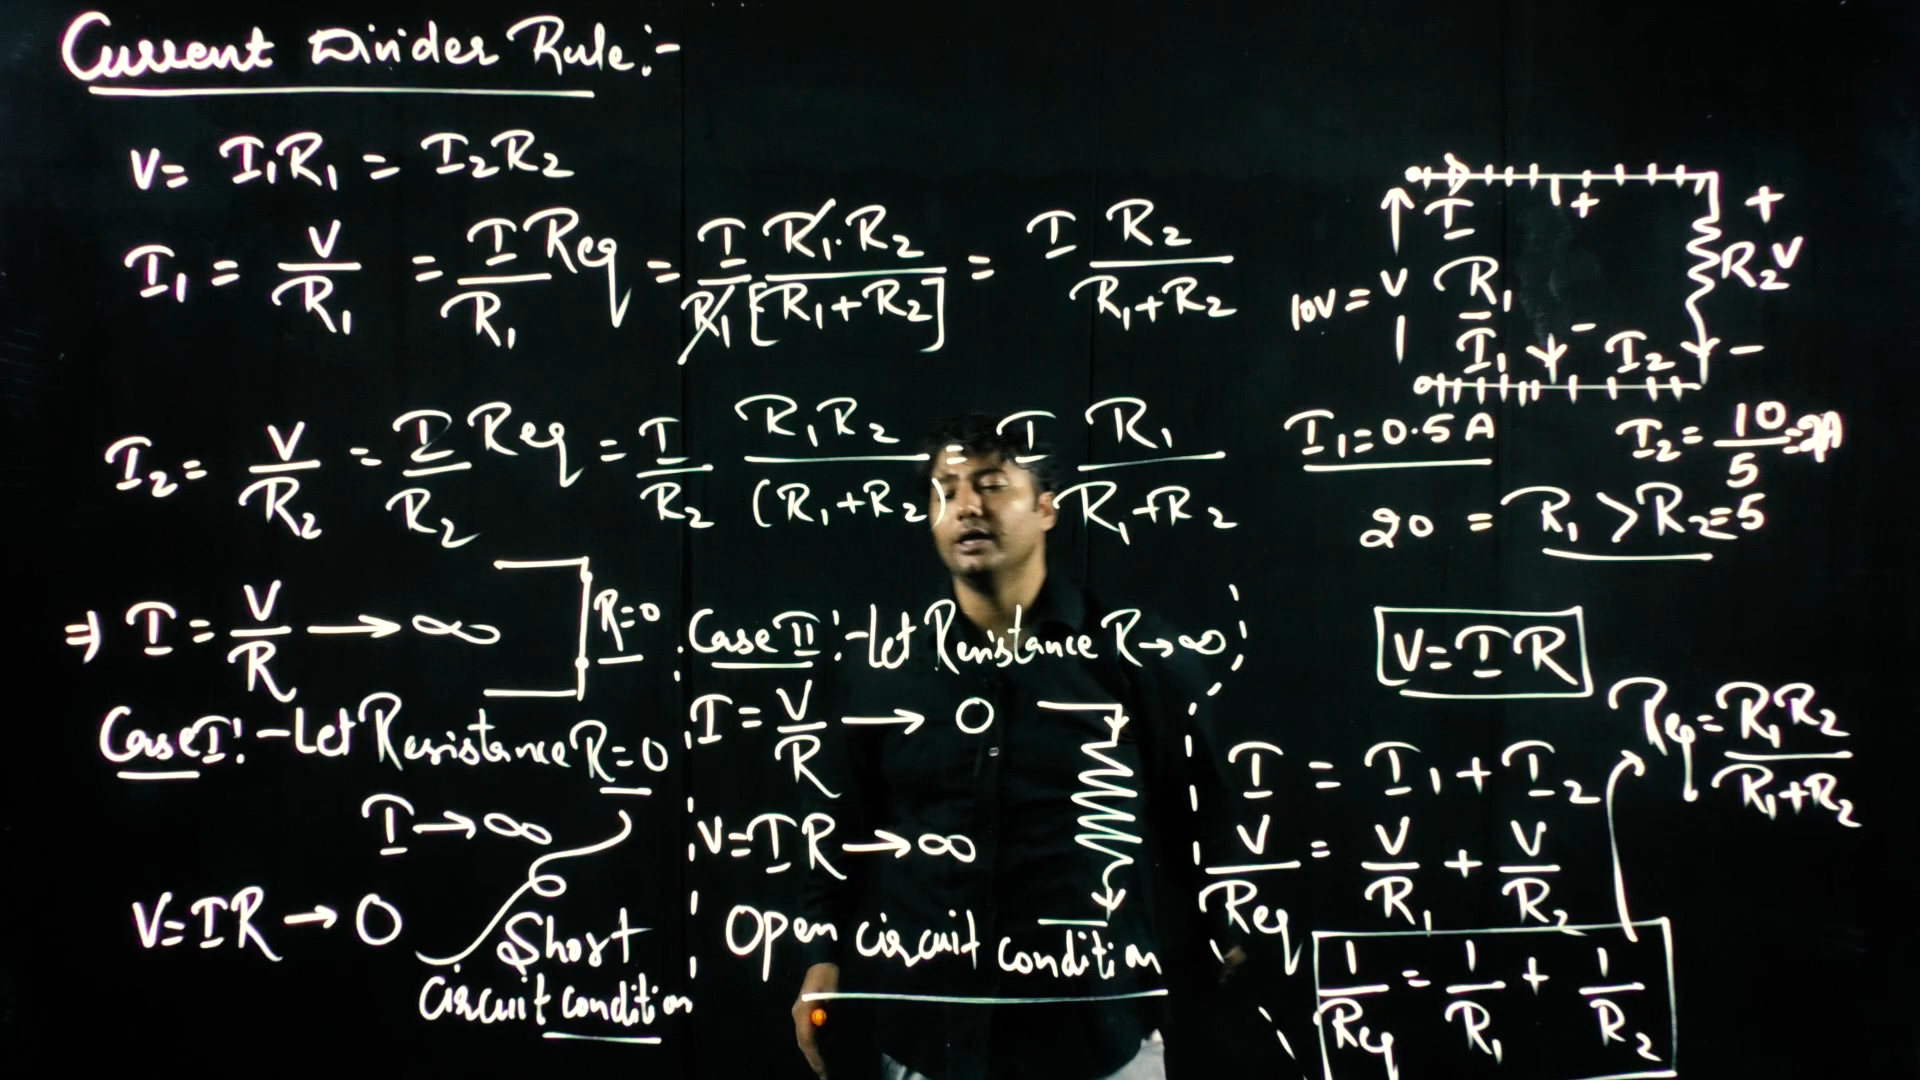 Current Divider Rule:-
V = I₁R₁ = I₂R₂
I₁ = V/R₁ = I Req/R₁ = I/R₁ R₁·R₂/[R₁+R₂] = I R₂/(R₁+R₂)
I₂ = V/R₂ = I Req/R₂ = I/R₂ R₁R₂/(R₁+R₂) = I R₁/(R₁+R₂)
⇒ I = V/R → ∞
R=0
Case I:- Let Resistance R=0
I → ∞
V=IR → 0
Short
circuit condition
Case II:- Let Resistance R→∞
I = V/R → 0
V=IR → ∞
Open circuit condition
I
+ +
10V = V R₁ R₂ V
- I₁ - I₂ -
I₁=0.5A I₂= 10/5 =2A
20 = R₁ > R₂=5
V=IR
Req = R₁R₂/(R₁+R₂)
I = I₁+I₂
V/Req = V/R₁ + V/R₂
1/Req = 1/R₁ + 1/R₂